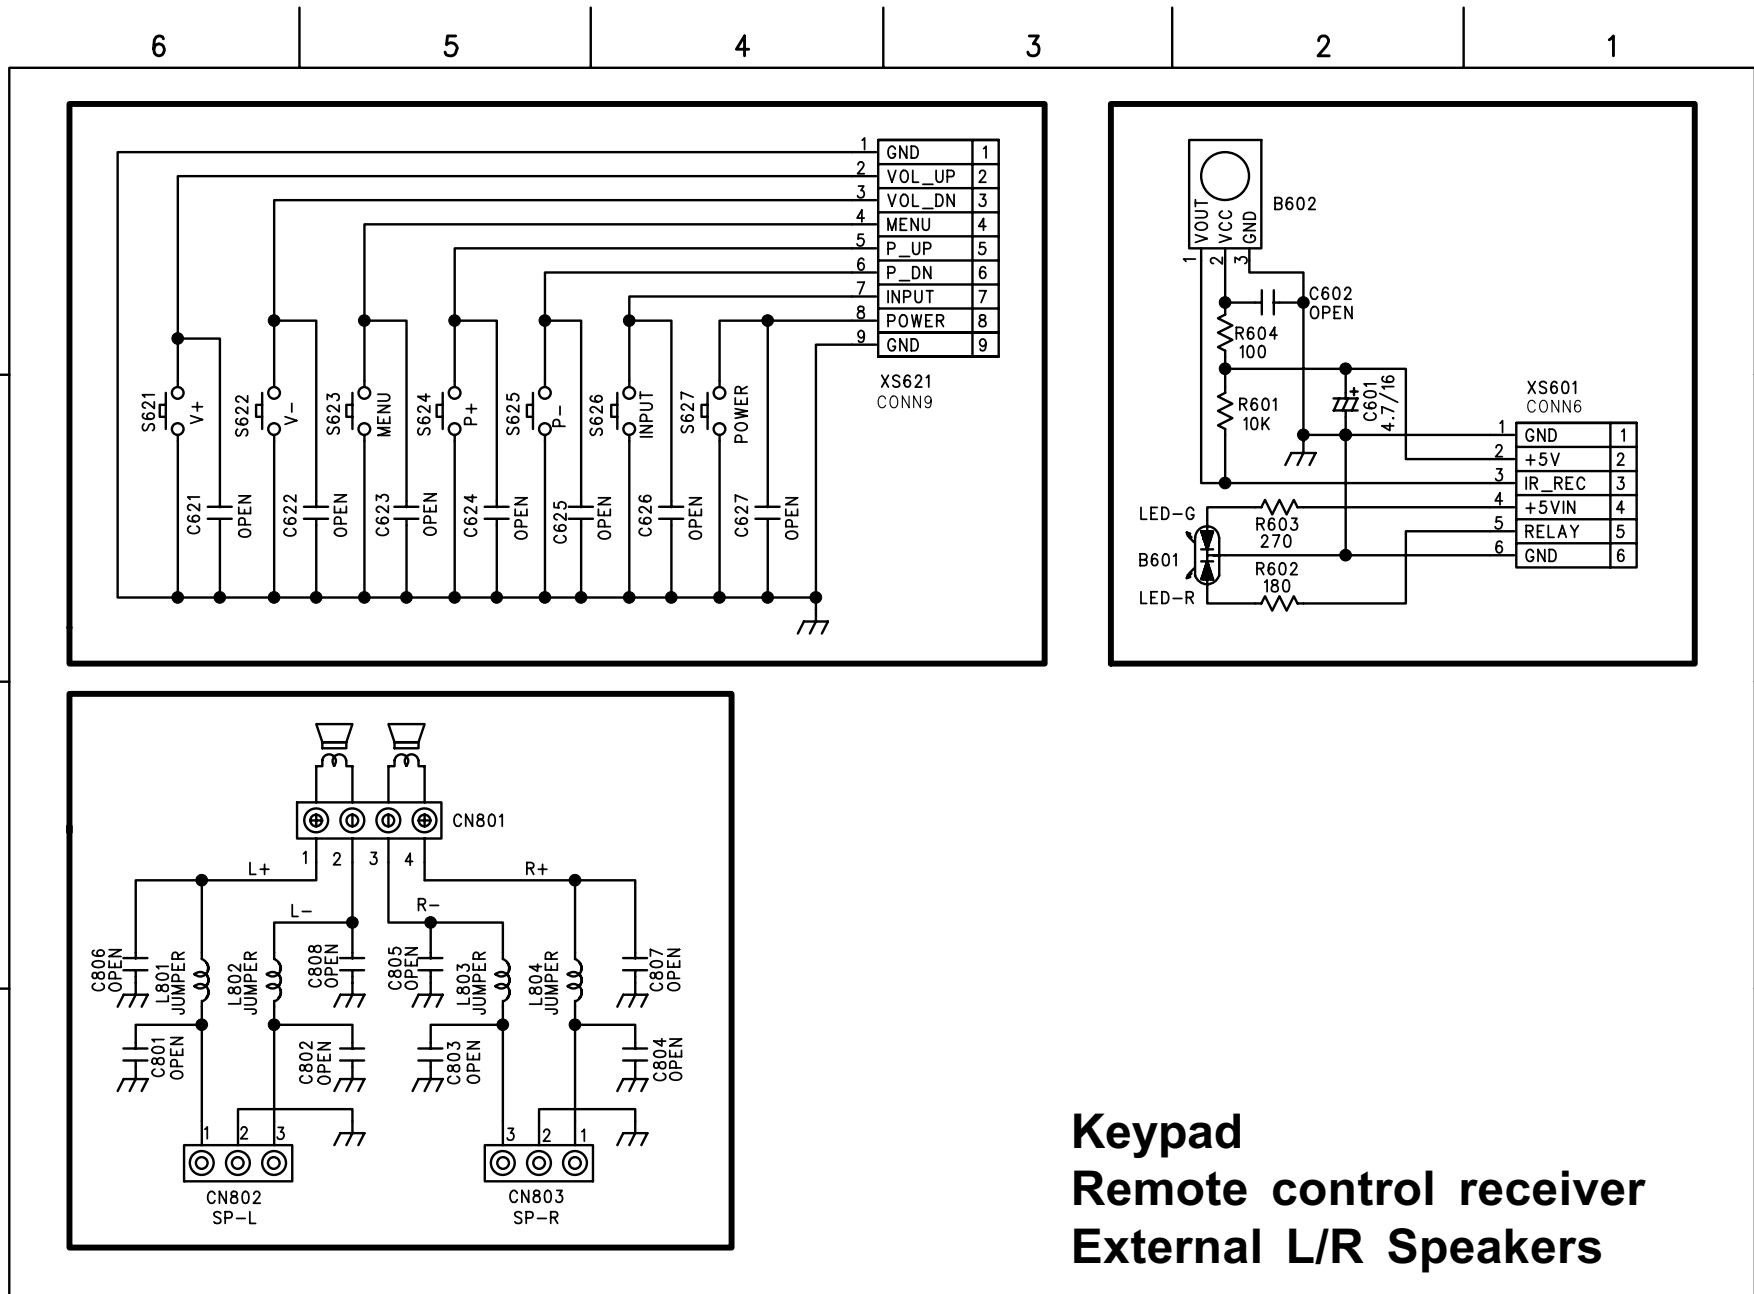 6 5 4 3 2 1
1 GND 1
2 VOL_UP 2
3 VOL_DN 3
4 MENU 4
5 P_UP 5
6 P_DN 6
7 INPUT 7
8 POWER 8
9 GND 9
XS621
CONN9
S621 V+
S622 V-
S623 MENU
S624 P+
S625 P-
S626 INPUT
S627 POWER
C621 OPEN
C622 OPEN
C623 OPEN
C624 OPEN
C625 OPEN
C626 OPEN
C627 OPEN
B602
VOUT VCC GND
1 2 3
C602
OPEN
R604
100
R601
10K
C601
4.7/16
XS601
CONN6
1 GND 1
2 +5V 2
3 IR_REC 3
4 +5VIN 4
5 RELAY 5
6 GND 6
LED-G
R603
270
B601
R602
180
LED-R
CN801
1 2 3 4
L+ R+
L- R-
C806
OPEN
L801
JUMPER
L802
JUMPER
C808
OPEN
C805
OPEN
L803
JUMPER
L804
JUMPER
C807
OPEN
C801
OPEN
C802
OPEN
C803
OPEN
C804
OPEN
1 2 3
3 2 1
CN802
SP-L
CN803
SP-R
Keypad
Remote control receiver
External L/R Speakers